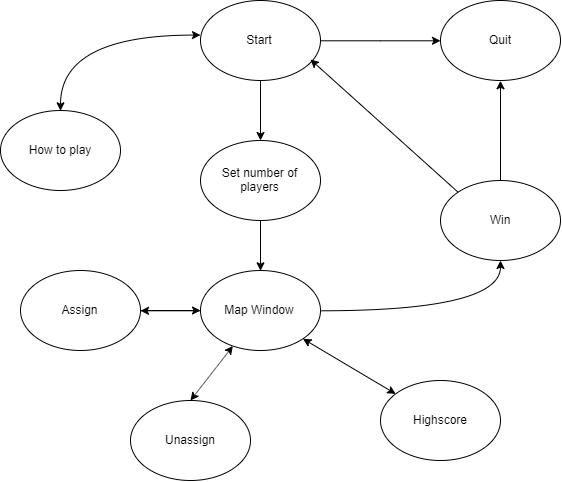 Start
Quit
How to play
Set number of
players
Win
Assign
Map Window
Highscore
Unassign